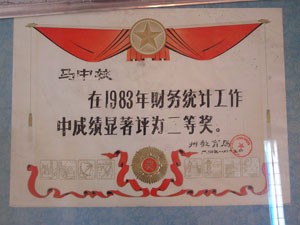 马中校
在1983年财务统计工作
中成绩显著评为二等奖。
州教育局